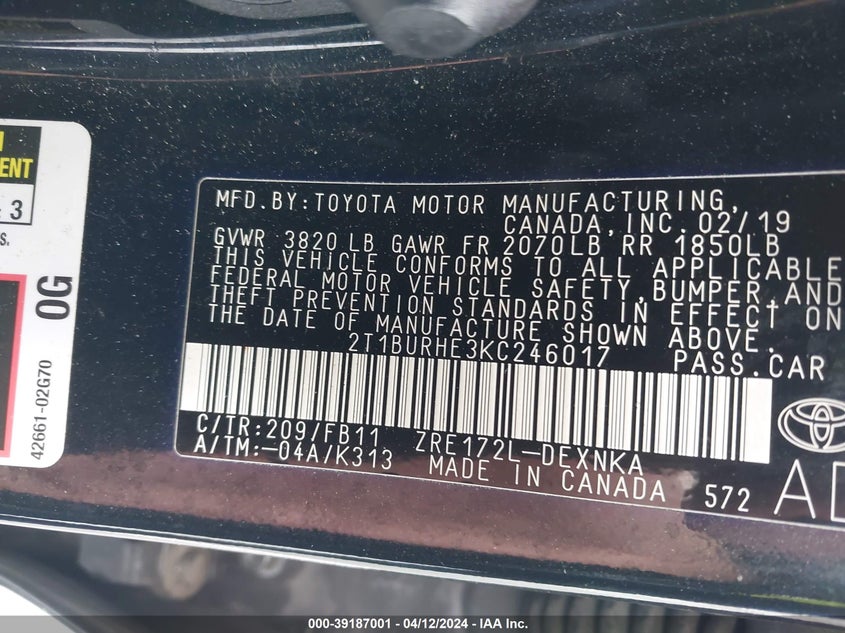 ENT
3
S.
OG
42661-02G70
MFD.BY:TOYOTA MOTOR MANUFACTURING,
CANADA, INC. 02/19
GVWR 3820 LB GAWR FR 2070LB RR 1850LB
THIS VEHICLE CONFORMS TO ALL APPLICABLE
FEDERAL MOTOR VEHICLE SAFETY,BUMPER,AND
THEFT PREVENTION STANDARDS IN EFFECT ON
THE DATE OF MANUFACTURE SHOWN ABOVE.
2T1BURHE3KC246017 PASS.CAR
C/TR:209/FB11 ZRE172L-DEXNKA
A/TM:-04A/K313 MADE IN CANADA 572
000-39187001 - 04/12/2024 - IAA Inc.